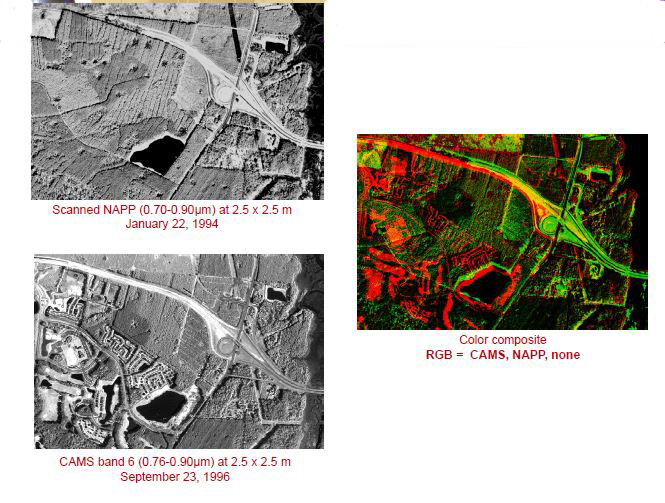 Scanned NAPP (0.70-0.90µm) at 2.5 x 2.5 m
January 22, 1994
Color composite
RGB =  CAMS, NAPP, none
CAMS band 6 (0.76-0.90µm) at 2.5 x 2.5 m
September 23, 1996